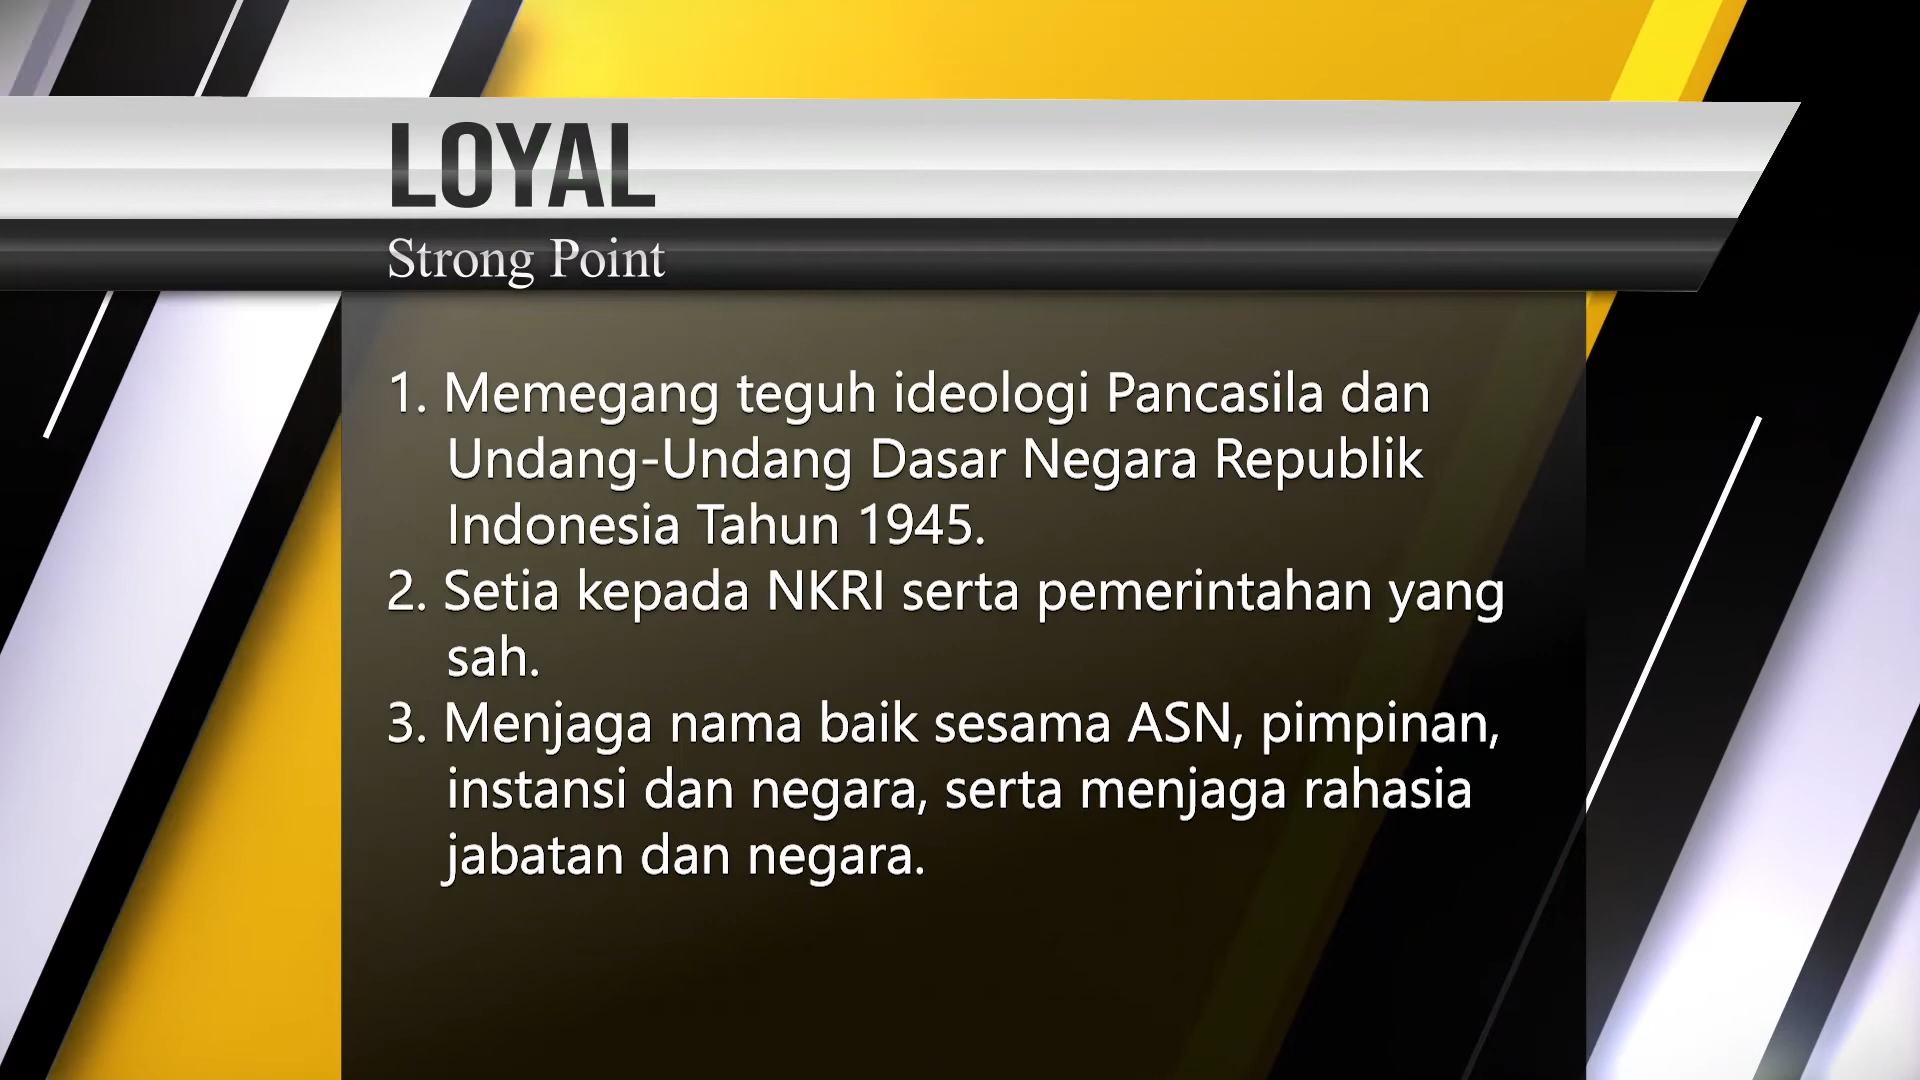 LOYAL
Strong Point
1. Memegang teguh ideologi Pancasila dan
Undang-Undang Dasar Negara Republik
Indonesia Tahun 1945.
2. Setia kepada NKRI serta pemerintahan yang
sah.
3. Menjaga nama baik sesama ASN, pimpinan,
instansi dan negara, serta menjaga rahasia
jabatan dan negara.